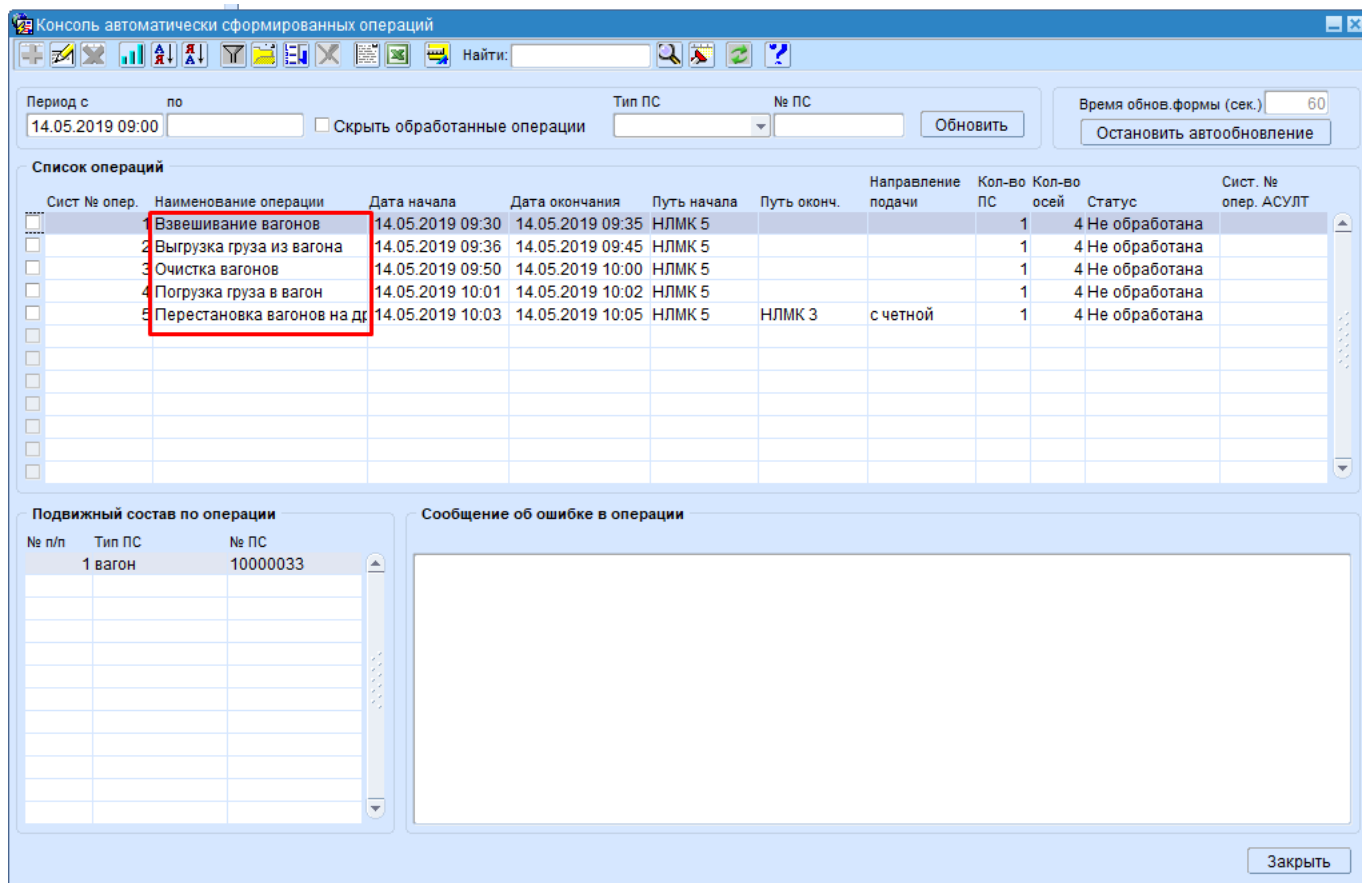 Консоль автоматически сформированных операций
Найти:
Период с по Тип ПС № ПС Время обнов.формы (сек.) 60
14.05.2019 09:00 Скрыть обработанные операции Обновить Остановить автообновление
Список операций
Направление Кол-во Кол-во Сист. №
Сист № опер. Наименование операции Дата начала Дата окончания Путь начала Путь оконч. подачи ПС осей Статус опер. АСУЛТ
1 Взвешивание вагонов 14.05.2019 09:30 14.05.2019 09:35 НЛМК 5 1 4 Не обработана
2 Выгрузка груза из вагона 14.05.2019 09:36 14.05.2019 09:45 НЛМК 5 1 4 Не обработана
3 Очистка вагонов 14.05.2019 09:50 14.05.2019 10:00 НЛМК 5 1 4 Не обработана
4 Погрузка груза в вагон 14.05.2019 10:01 14.05.2019 10:02 НЛМК 5 1 4 Не обработана
5 Перестановка вагонов на др 14.05.2019 10:03 14.05.2019 10:05 НЛМК 5 НЛМК 3 с четной 1 4 Не обработана
Подвижный состав по операции Сообщение об ошибке в операции
№ п/п Тип ПС № ПС
1 вагон 10000033
Закрыть